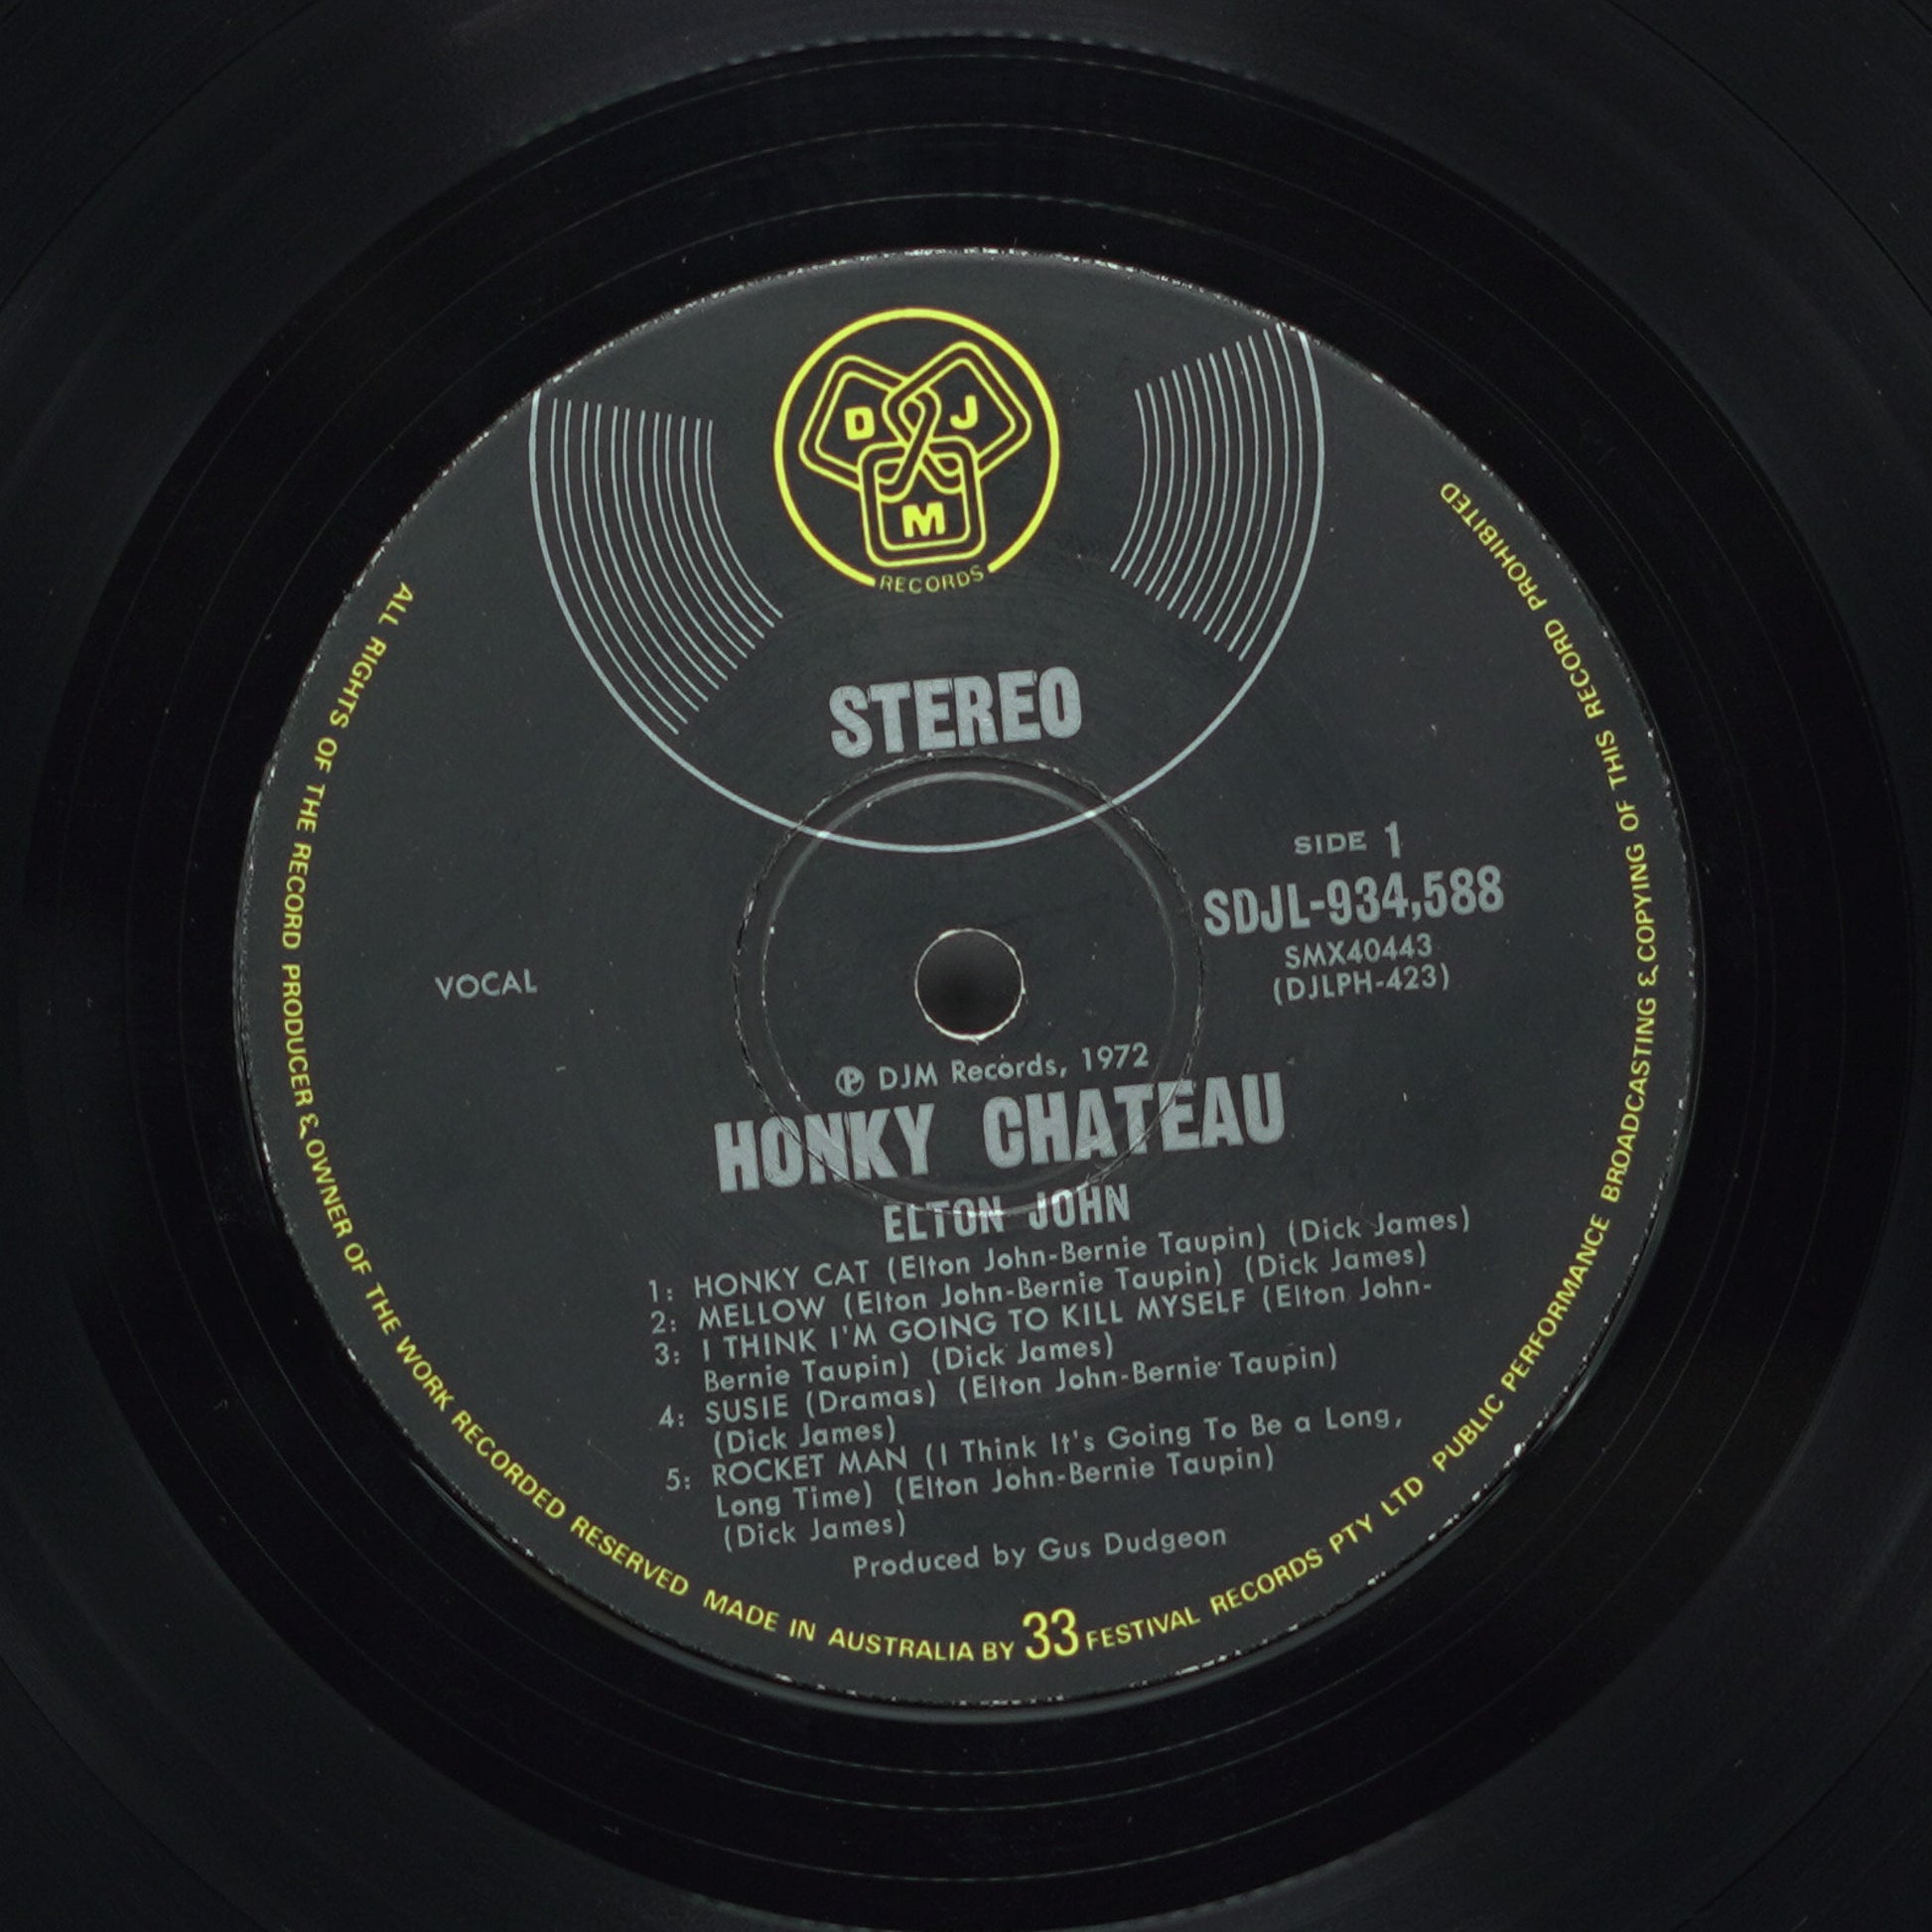 D J
M
RECORDS
STEREO
SIDE 1
SDJL-934,588
SMX40443
(DJLPH-423)
VOCAL
℗ DJM Records, 1972
HONKY CHATEAU
ELTON JOHN
1: HONKY CAT (Elton John-Bernie Taupin) (Dick James)
2: MELLOW (Elton John-Bernie Taupin) (Dick James)
3: I THINK I'M GOING TO KILL MYSELF (Elton John-
Bernie Taupin) (Dick James)
4: SUSIE (Dramas) (Elton John-Bernie Taupin)
(Dick James)
5: ROCKET MAN (I Think It's Going To Be a Long,
Long Time) (Elton John-Bernie Taupin)
(Dick James)
Produced by Gus Dudgeon
ALL RIGHTS OF THE RECORD PRODUCER & OWNER OF THE WORK RECORDED RESERVED MADE IN AUSTRALIA BY 33 FESTIVAL RECORDS PTY LTD PUBLIC PERFORMANCE BROADCASTING & COPYING OF THIS RECORD PROHIBITED